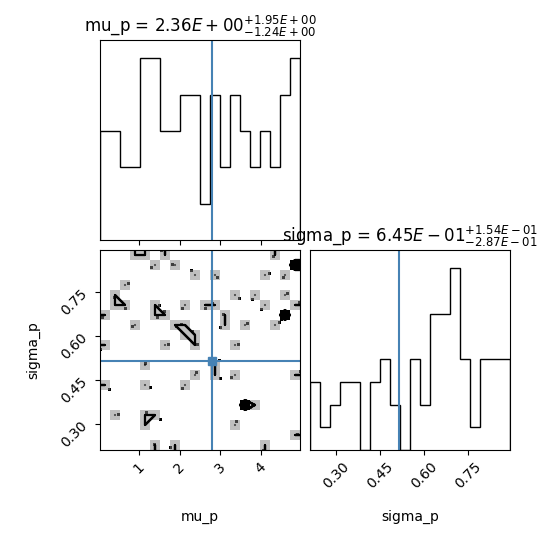 mu_p = 2.36E + 00+1.95E+00−1.24E+00
sigma_p = 6.45E − 01+1.54E−01−2.87E−01
sigma_p
0.75
0.60
0.45
0.30
1 2 3 4
0.30 0.45 0.60 0.75
mu_p
sigma_p